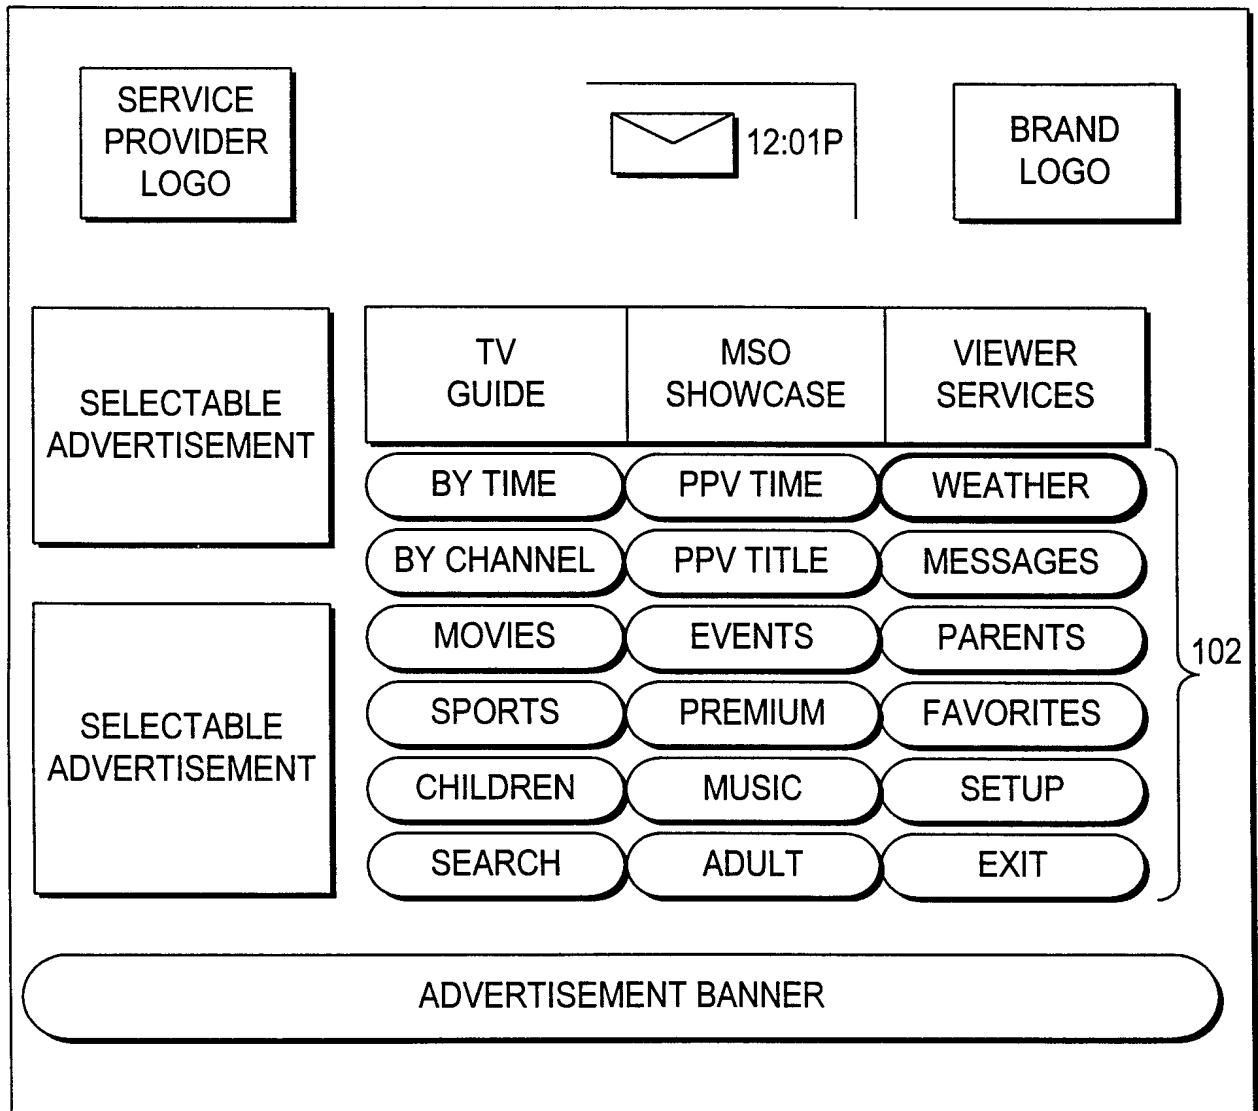 SERVICE
PROVIDER
LOGO
12:01P
BRAND
LOGO
SELECTABLE
ADVERTISEMENT
SELECTABLE
ADVERTISEMENT
TV
GUIDE
MSO
SHOWCASE
VIEWER
SERVICES
BY TIME
PPV TIME
WEATHER
BY CHANNEL
PPV TITLE
MESSAGES
MOVIES
EVENTS
PARENTS
SPORTS
PREMIUM
FAVORITES
CHILDREN
MUSIC
SETUP
SEARCH
ADULT
EXIT
102
ADVERTISEMENT BANNER